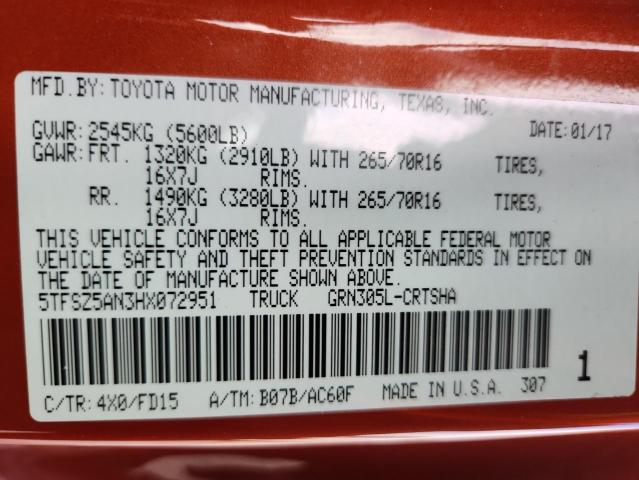 MFD.BY: TOYOTA MOTOR MANUFACTURING, TEXAS, INC.
GVWR: 2545KG (5600LB) DATE: 01/17
GAWR: FRT. 1320KG (2910LB) WITH 265/70R16 TIRES,
16X7J RIMS.
RR. 1490KG (3280LB) WITH 265/70R16 TIRES,
16X7J RIMS.
THIS VEHICLE CONFORMS TO ALL APPLICABLE FEDERAL MOTOR
VEHICLE SAFETY AND THEFT PREVENTION STANDARDS IN EFFECT ON
THE DATE OF MANUFACTURE SHOWN ABOVE.
5TFSZ5AN3HX072951 TRUCK GRN305L-CRTSHA
1
C/TR: 4X0/FD15 A/TM: B07B/AC60F MADE IN U.S.A. 307